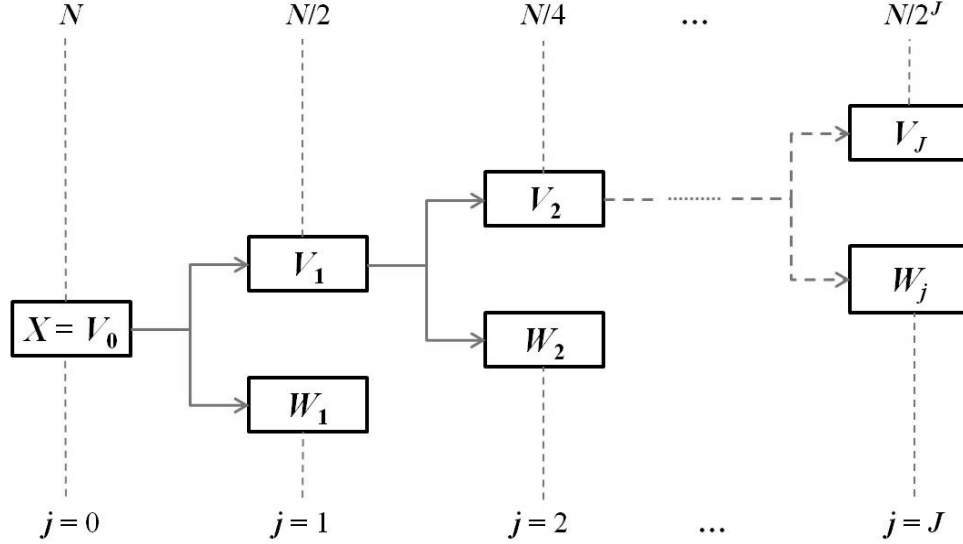 N N/2 N/4 ... N/2^J
V_J
V_2
V_1
W_j
X = V_0
W_2
W_1
j = 0 j = 1 j = 2 ... j = J